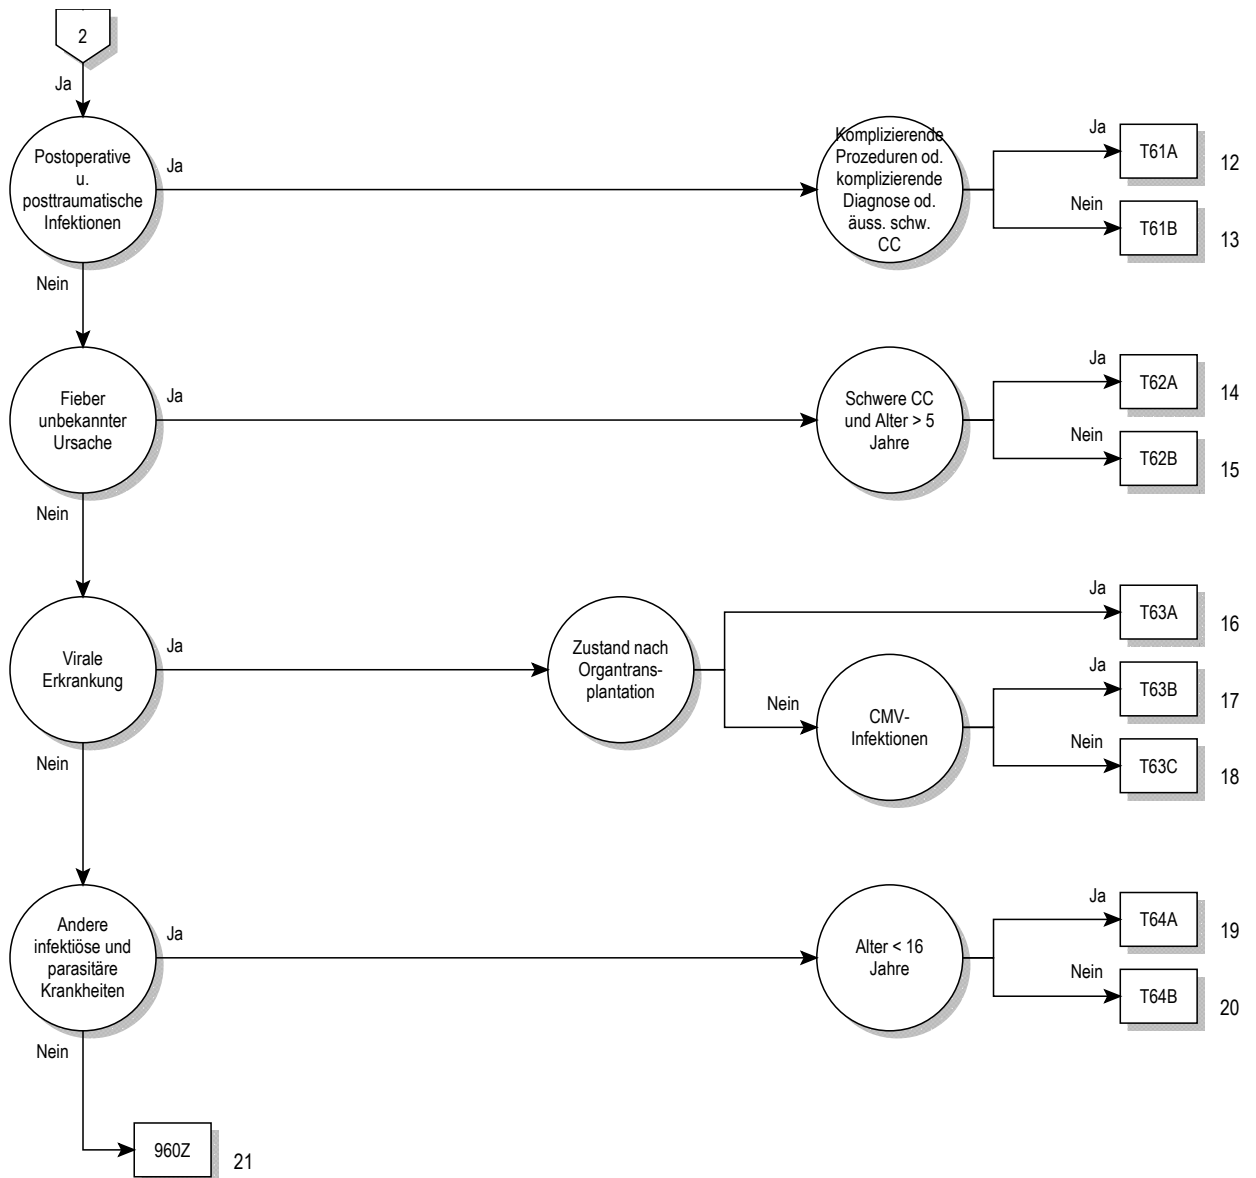 2
Ja
Postoperative
u.
posttraumatische
Infektionen
Ja
Komplizierende
Prozeduren od.
komplizierende
Diagnose od.
äuss. schw.
CC
Ja
T61A
12
Nein
T61B
13
Nein
Fieber
unbekannter
Ursache
Ja
Schwere CC
und Alter > 5
Jahre
Ja
T62A
14
Nein
T62B
15
Nein
Virale
Erkrankung
Ja
Zustand nach
Organtrans-
plantation
Ja
T63A
16
Nein
CMV-
Infektionen
Ja
T63B
17
Nein
T63C
18
Nein
Andere
infektiöse und
parasitäre
Krankheiten
Ja
Alter < 16
Jahre
Ja
T64A
19
Nein
T64B
20
Nein
960Z
21